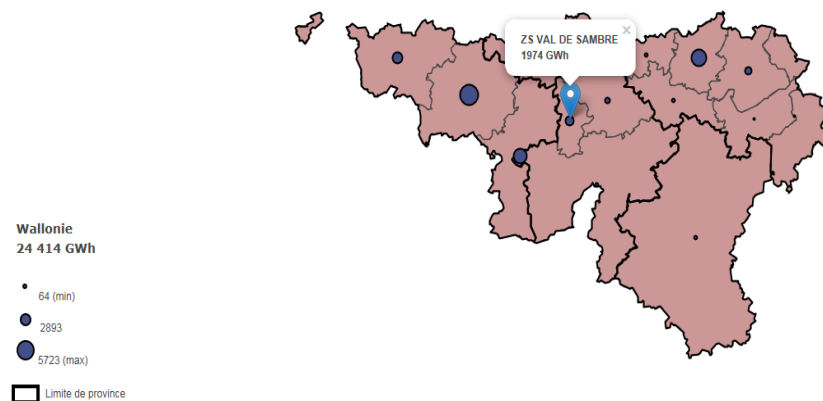 ZS VAL DE SAMBRE
1974 GWh
×
Wallonie
24 414 GWh
64 (min)
2893
5723 (max)
Limite de province